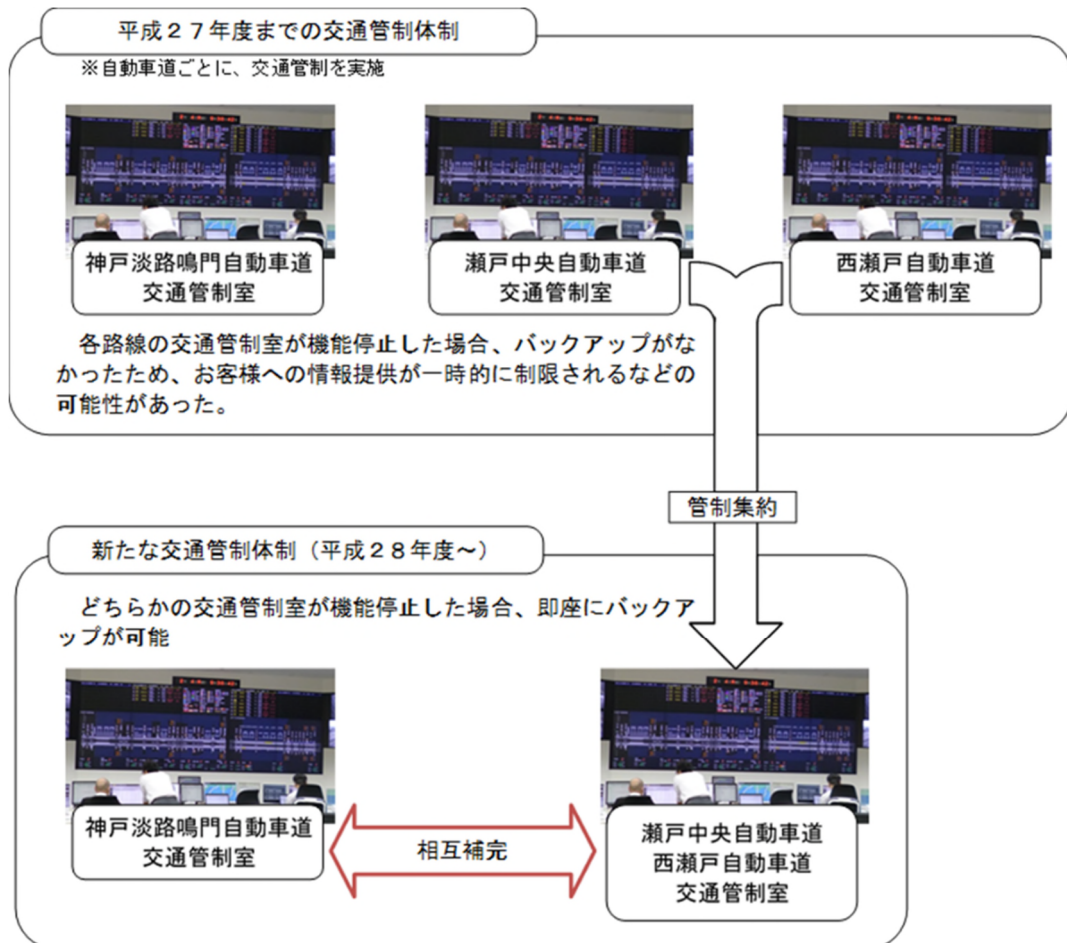 平成２７年度までの交通管制体制
※自動車道ごとに、交通管制を実施
神戸淡路鳴門自動車道
交通管制室
瀬戸中央自動車道
交通管制室
西瀬戸自動車道
交通管制室
各路線の交通管制室が機能停止した場合、バックアップがな
かったため、お客様への情報提供が一時的に制限されるなどの
可能性があった。
管制集約
新たな交通管制体制（平成２８年度～）
どちらかの交通管制室が機能停止した場合、即座にバックア
ップが可能
神戸淡路鳴門自動車道
交通管制室
相互補完
瀬戸中央自動車道
西瀬戸自動車道
交通管制室